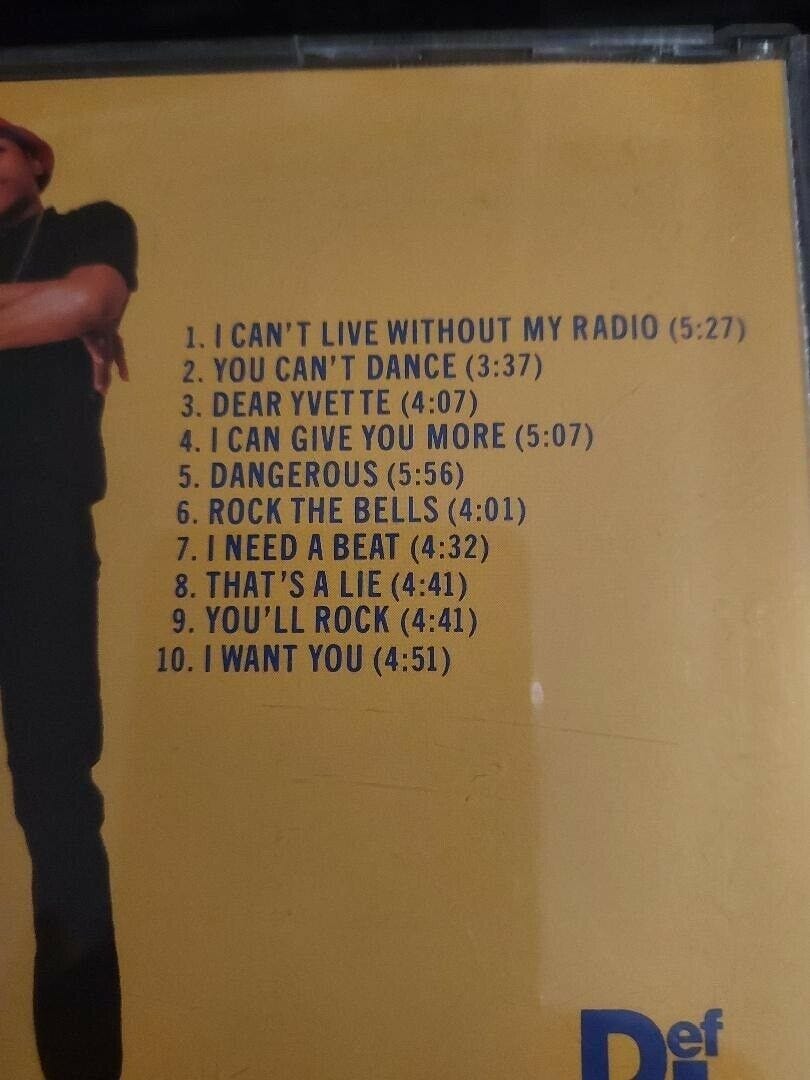 1. I CAN'T LIVE WITHOUT MY RADIO (5:27)
2. YOU CAN'T DANCE (3:37)
3. DEAR YVETTE (4:07)
4. I CAN GIVE YOU MORE (5:07)
5. DANGEROUS (5:56)
6. ROCK THE BELLS (4:01)
7. I NEED A BEAT (4:32)
8. THAT'S A LIE (4:41)
9. YOU'LL ROCK (4:41)
10. I WANT YOU (4:51)
Def